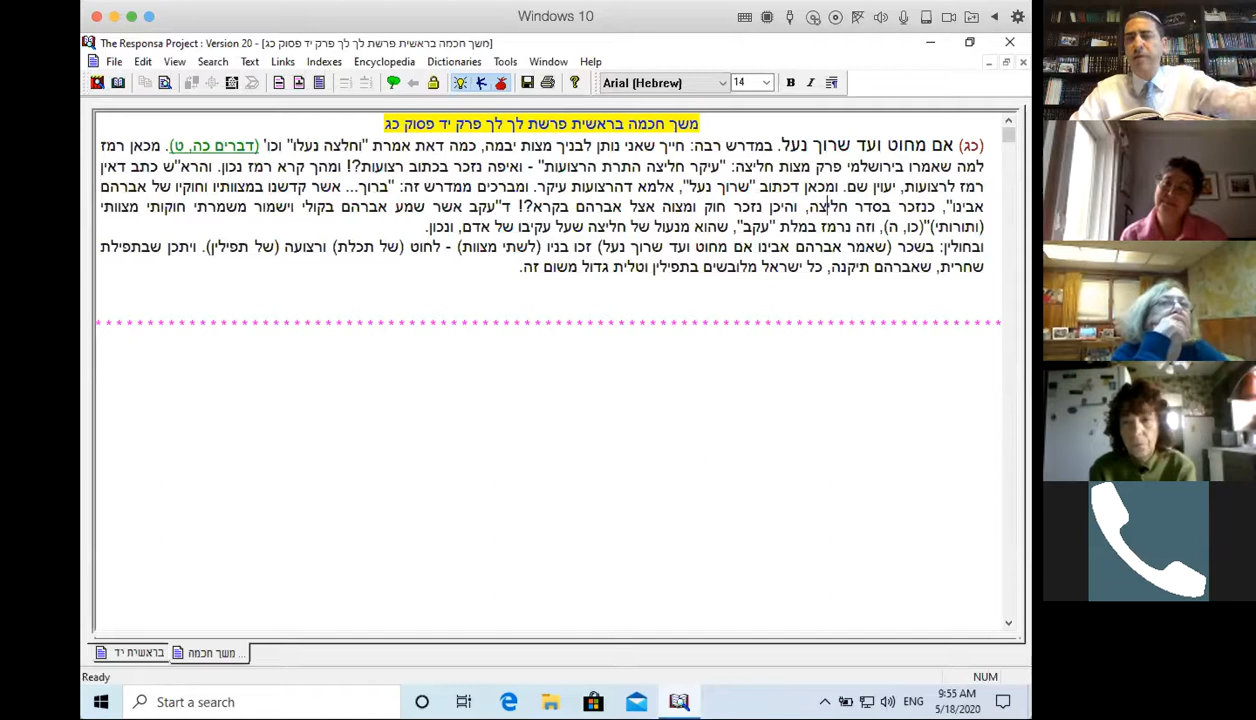 Windows 10
The Responsa Project : Version 20 - [משך חכמה בראשית פרשת לך לך פרק יד פסוק כג]
File Edit View Search Text Links Indexes Encyclopedia Dictionaries Tools Window Help
Arial (Hebrew) 14 B I
משך חכמה בראשית פרשת לך לך פרק יד פסוק כג
(כג) אם מחוט ועד שרוך נעל. במדרש רבה: חייך שאני נותן לבניך מצות יבמה, כמה דאת אמרת "וחלצה נעלו" וכו' (דברים כה, ט). מכאן רמז
למה שאמרו בירושלמי פרק מצות חליצה: "עיקר חליצה התרת הרצועות" - ואיפה נזכר בכתוב רצועות?! ומהך קרא רמז נכון. והרא"ש כתב דאין
רמז לרצועות, יעוין שם. ומכאן דכתוב "שרוך נעל", אלמא דהרצועות עיקר. ומברכים ממדרש זה: "ברוך... אשר קדשנו במצוותיו וחוקיו של אברהם
אבינו", כנזכר בסדר חליצה, והיכן נזכר חוק ומצוה אצל אברהם בקרא?! ד"עקב אשר שמע אברהם בקולי וישמור משמרתי חוקותי מצוותי
(ותורותי)"(כו, ה), וזה נרמז במלת "עקב", שהוא מנעול של חליצה שעל עקיבו של אדם, ונכון.
ובחולין: בשכר (שאמר אברהם אבינו אם מחוט ועד שרוך נעל) זכו בניו (לשתי מצוות) - לחוט (של תכלת) ורצועה (של תפילין). ויתכן שבתפילת
שחרית, שאברהם תיקנה, כל ישראל מלובשים בתפילין וטלית גדול משום זה.
* * * * * * * * * * * * * * * * * * * * * * * * * * * * * * * * * * * * * * * * * * * * * * * * * * * * * * * * * * * * * * * * * * * * * * * * * * * * * * * * * * * * * *
בראשית יד משך חכמה ...
Ready NUM
Start a search ENG 9:55 AM
5/18/2020